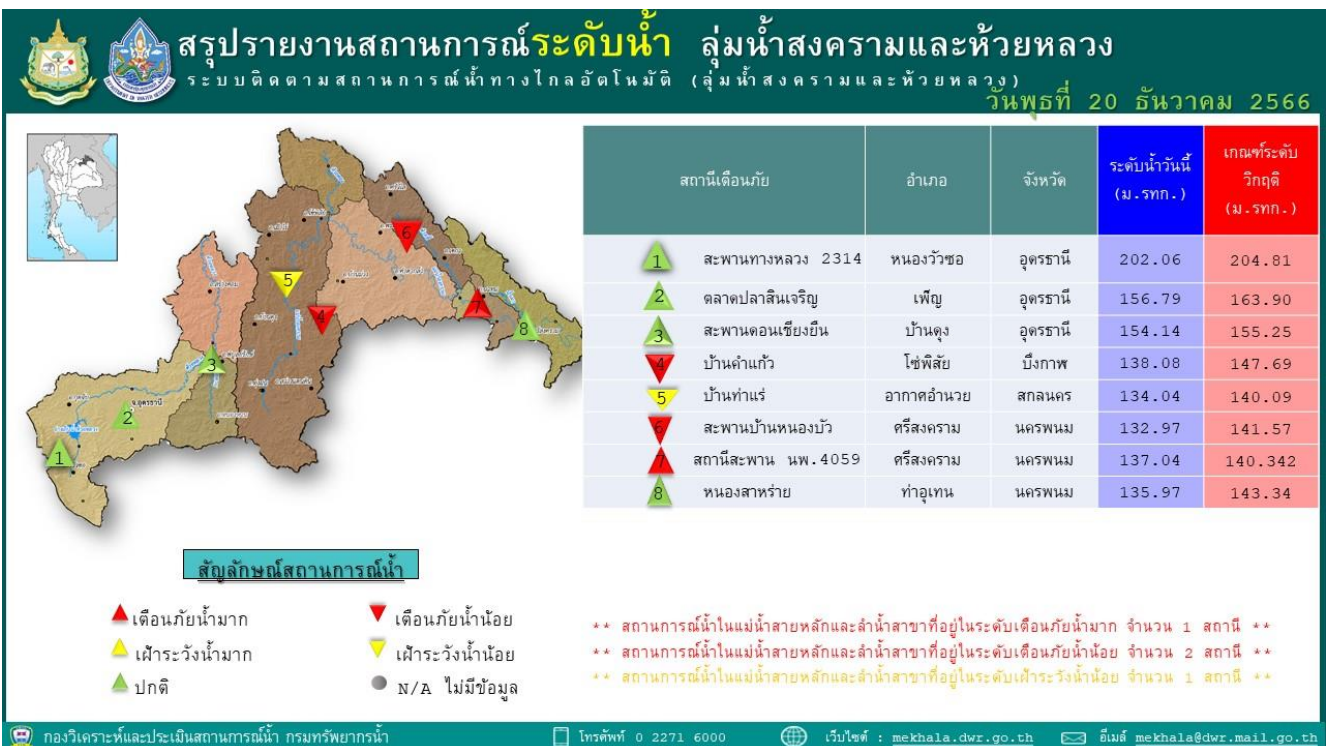 สรุปรายงานสถานการณ์ระดับน้ำ ลุ่มน้ำสงครามและห้วยหลวง
ระบบติดตามสถานการณ์น้ำทางไกลอัตโนมัติ (ลุ่มน้ำสงครามและห้วยหลวง)
วันพุธที่ 20 ธันวาคม 2566
สถานีเตือนภัย อำเภอ จังหวัด ระดับน้ำวันนี้ (ม.รทก.) เกณฑ์ระดับวิกฤติ (ม.รทก.)
1 สะพานทางหลวง 2314 หนองวัวซอ อุดรธานี 202.06 204.81
2 ตลาดปลาสินเจริญ เพ็ญ อุดรธานี 156.79 163.90
3 สะพานดอนเชียงยืน บ้านดุง อุดรธานี 154.14 155.25
4 บ้านคำแก้ว โซ่พิสัย บึงกาฬ 138.08 147.69
5 บ้านท่าแร่ อากาศอำนวย สกลนคร 134.04 140.09
6 สะพานบ้านหนองบัว ศรีสงคราม นครพนม 132.97 141.57
7 สถานีสะพาน นพ.4059 ศรีสงคราม นครพนม 137.04 140.342
8 หนองสาหร่าย ท่าอุเทน นครพนม 135.97 143.34
6
5
4
7
8
3
2
จ.อุดรธานี
1
สัญลักษณ์สถานการณ์น้ำ
เตือนภัยน้ำมาก เตือนภัยน้ำน้อย
เฝ้าระวังน้ำมาก เฝ้าระวังน้ำน้อย
ปกติ N/A ไม่มีข้อมูล
** สถานการณ์น้ำในแม่น้ำสายหลักและลำน้ำสาขาที่อยู่ในระดับเตือนภัยน้ำมาก จำนวน 1 สถานี **
** สถานการณ์น้ำในแม่น้ำสายหลักและลำน้ำสาขาที่อยู่ในระดับเตือนภัยน้ำน้อย จำนวน 2 สถานี **
** สถานการณ์น้ำในแม่น้ำสายหลักและลำน้ำสาขาที่อยู่ในระดับเฝ้าระวังน้ำน้อย จำนวน 1 สถานี **
กองวิเคราะห์และประเมินสถานการณ์น้ำ กรมทรัพยากรน้ำ โทรศัพท์ 0 2271 6000 เว็บไซต์ : mekhala.dwr.go.th อีเมล์ mekhala@dwr.mail.go.th